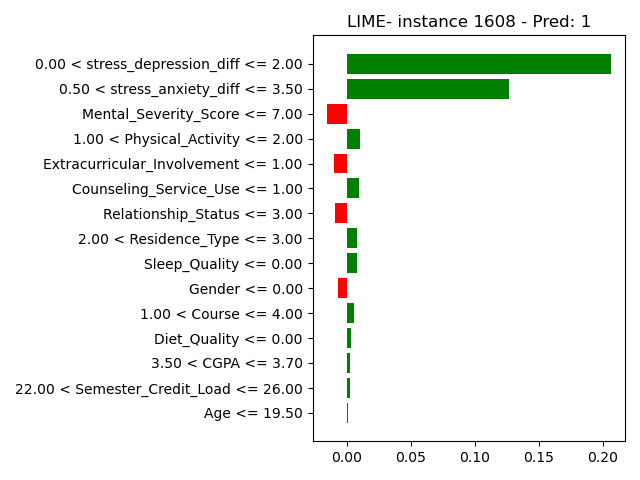 LIME- instance 1608 - Pred: 1
0.00 < stress_depression_diff <= 2.00
0.50 < stress_anxiety_diff <= 3.50
Mental_Severity_Score <= 7.00
1.00 < Physical_Activity <= 2.00
Extracurricular_Involvement <= 1.00
Counseling_Service_Use <= 1.00
Relationship_Status <= 3.00
2.00 < Residence_Type <= 3.00
Sleep_Quality <= 0.00
Gender <= 0.00
1.00 < Course <= 4.00
Diet_Quality <= 0.00
3.50 < CGPA <= 3.70
22.00 < Semester_Credit_Load <= 26.00
Age <= 19.50
0.00 0.05 0.10 0.15 0.20